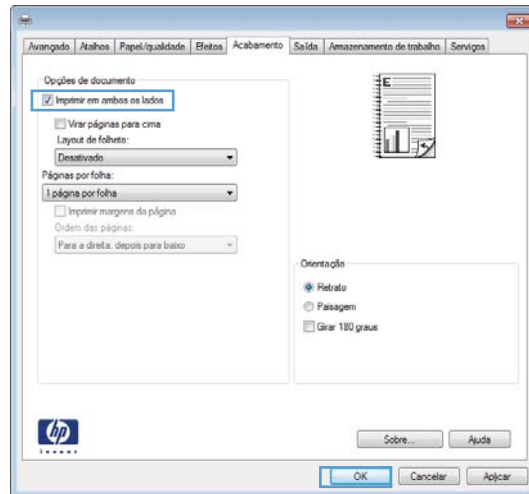 Avançado Atalhos Papel/qualidade Efeitos Acabamento Saída Armazenamento de trabalho Serviços
Opções de documento
Imprimir em ambos os lados
Virar páginas para cima
Layout de folheto:
Desativado
Páginas por folha:
1 página por folha
Imprimir margens da página
Ordem das páginas:
Para a direita, depois para baixo
E
Orientação
Retrato
Paisagem
Girar 180 graus
hp
invent
Sobre... Ajuda
OK Cancelar Aplicar